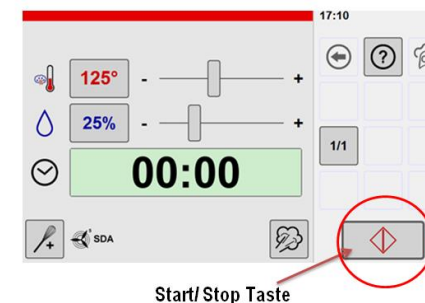 17:10
125° - +
?
25% - +
1/1
00:00
SDA
Start/Stop Taste